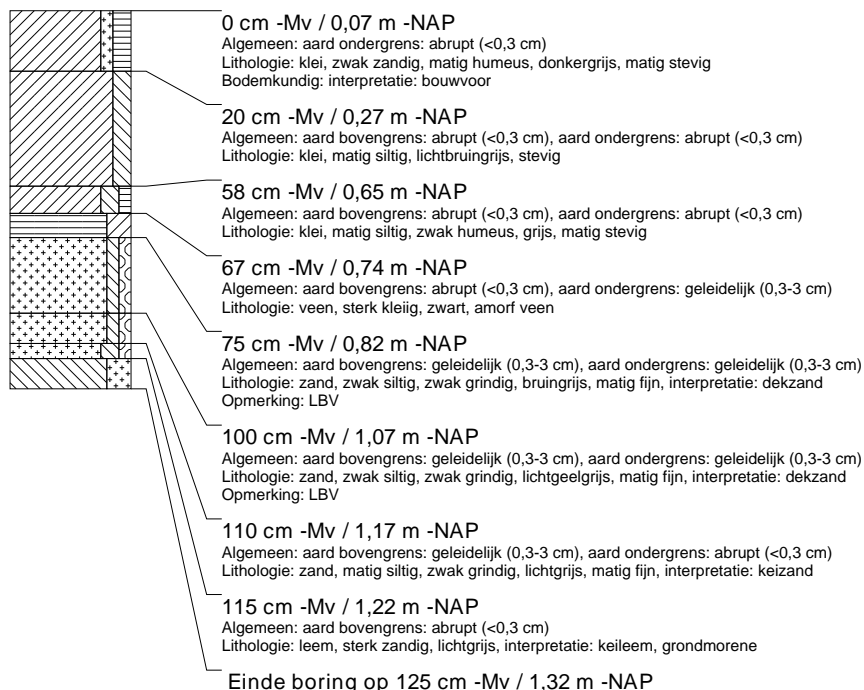 0 cm -Mv / 0,07 m -NAP
Algemeen: aard ondergrens: abrupt (<0,3 cm)
Lithologie: klei, zwak zandig, matig humeus, donkergrijs, matig stevig
Bodemkundig: interpretatie: bouwvoor
20 cm -Mv / 0,27 m -NAP
Algemeen: aard bovengrens: abrupt (<0,3 cm), aard ondergrens: abrupt (<0,3 cm)
Lithologie: klei, matig siltig, lichtbruingrijs, stevig
58 cm -Mv / 0,65 m -NAP
Algemeen: aard bovengrens: abrupt (<0,3 cm), aard ondergrens: abrupt (<0,3 cm)
Lithologie: klei, matig siltig, zwak humeus, grijs, matig stevig
67 cm -Mv / 0,74 m -NAP
Algemeen: aard bovengrens: abrupt (<0,3 cm), aard ondergrens: geleidelijk (0,3-3 cm)
Lithologie: veen, sterk kleiig, zwart, amorf veen
75 cm -Mv / 0,82 m -NAP
Algemeen: aard bovengrens: geleidelijk (0,3-3 cm), aard ondergrens: geleidelijk (0,3-3 cm)
Lithologie: zand, zwak siltig, zwak grindig, bruingrijs, matig fijn, interpretatie: dekzand
Opmerking: LBV
100 cm -Mv / 1,07 m -NAP
Algemeen: aard bovengrens: geleidelijk (0,3-3 cm), aard ondergrens: geleidelijk (0,3-3 cm)
Lithologie: zand, zwak siltig, zwak grindig, lichtgeelgrijs, matig fijn, interpretatie: dekzand
Opmerking: LBV
110 cm -Mv / 1,17 m -NAP
Algemeen: aard bovengrens: geleidelijk (0,3-3 cm), aard ondergrens: abrupt (<0,3 cm)
Lithologie: zand, matig siltig, zwak grindig, lichtgrijs, matig fijn, interpretatie: keizand
115 cm -Mv / 1,22 m -NAP
Algemeen: aard bovengrens: abrupt (<0,3 cm)
Lithologie: leem, sterk zandig, lichtgrijs, interpretatie: keileem, grondmorene
Einde boring op 125 cm -Mv / 1,32 m -NAP